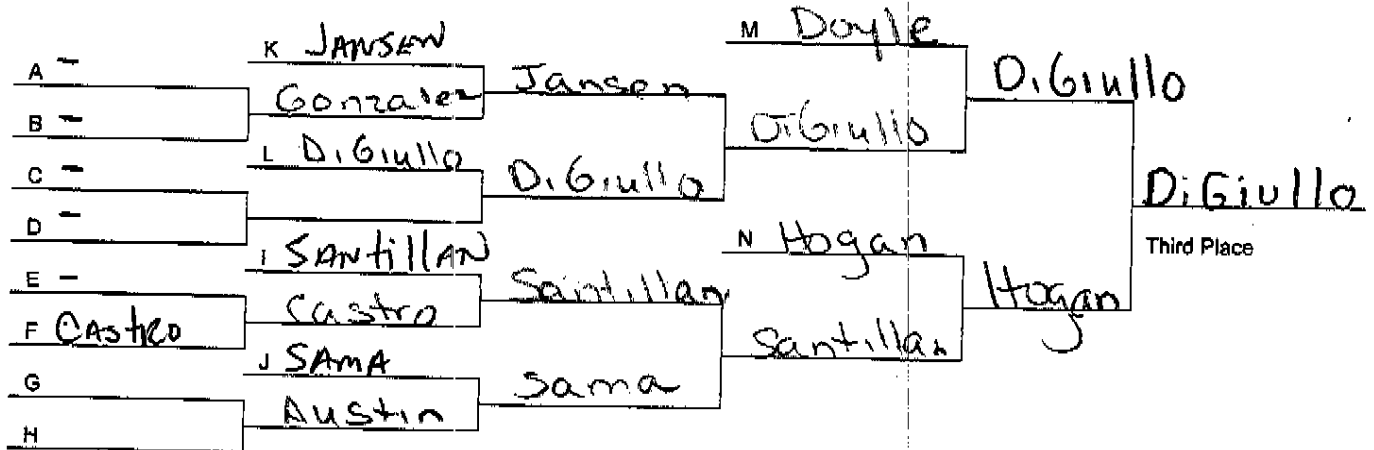 A -
B -
C -
D -
E -
F CASTRO
G
H
K JANSEN
Gonzalez
L DiGiullo
I SANtillAN
Castro
J SAMA
Austin
Jansen
DiGiullo
Santillan
Sama
M Doyle
DiGiulio
N Hogan
Santillan
DiGiullo
Hogan
DiGiullo
Third Place